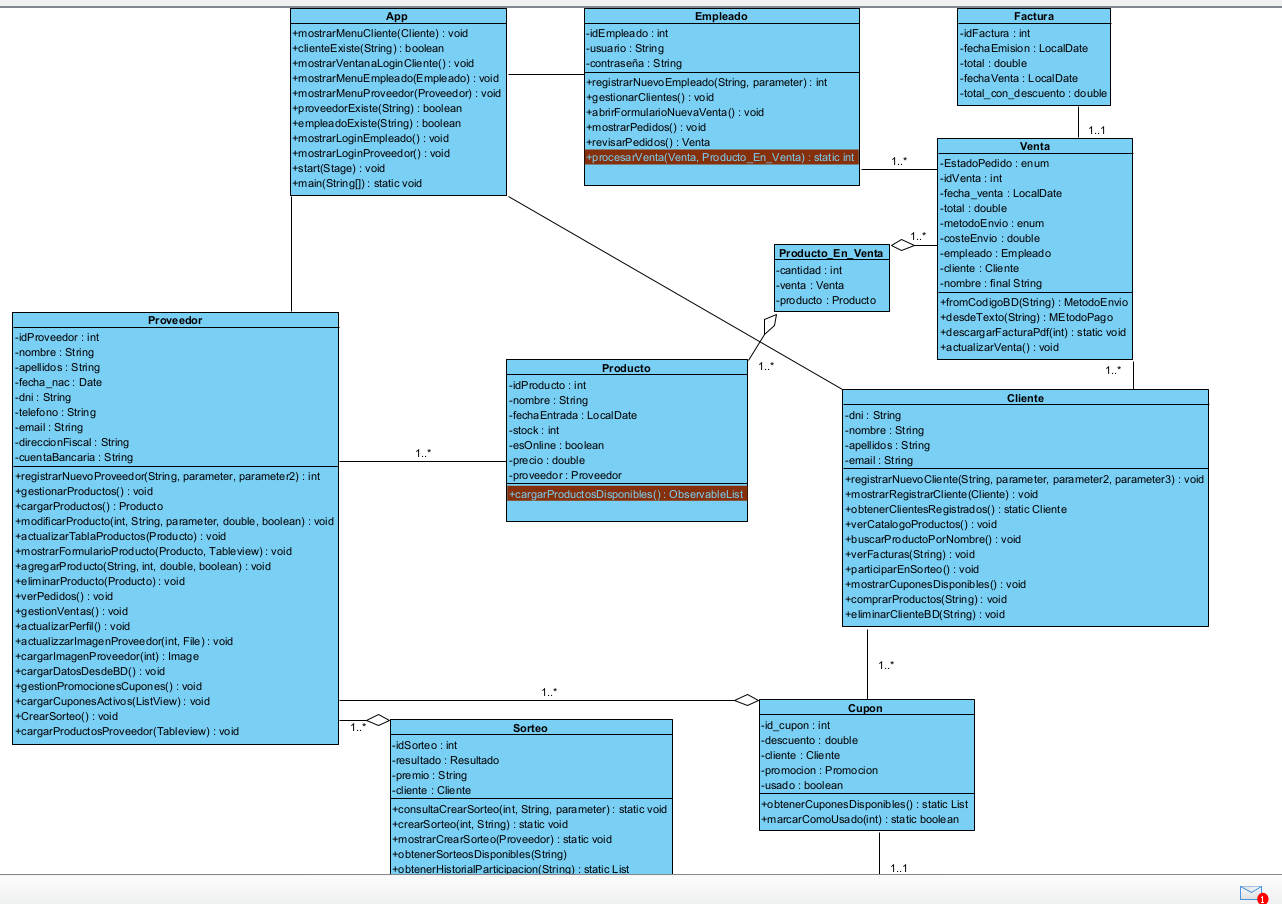 App
+mostrarMenuCliente(Cliente) : void
+clienteExiste(String) : boolean
+mostrarVentanaLoginCliente() : void
+mostrarMenuEmpleado(Empleado) : void
+mostrarMenuProveedor(Proveedor) : void
+proveedorExiste(String) : boolean
+empleadoExiste(String) : boolean
+mostrarLoginEmpleado() : void
+mostrarLoginProveedor() : void
+start(Stage) : void
+main(String[]) : static void
Empleado
-idEmpleado : int
-usuario : String
-contraseña : String
+registrarNuevoEmpleado(String, parameter) : int
+gestionarClientes() : void
+abrirFormularioNuevaVenta() : void
+mostrarPedidos() : void
+revisarPedidos() : Venta
+procesarVenta(Venta, Producto_En_Venta) : static int
Factura
-idFactura : int
-fechaEmision : LocalDate
-total : double
-fechaVenta : LocalDate
-total_con_descuento : double
1..1
1..*
Venta
-EstadoPedido : enum
-idVenta : int
-fecha_venta : LocalDate
-total : double
-metodoEnvio : enum
-costeEnvio : double
-empleado : Empleado
-cliente : Cliente
-nombre : final String
+fromCodigoBD(String) : MetodoEnvio
+desdeTexto(String) : MEtodoPago
+descargarFacturaPdf(int) : static void
+actualizarVenta() : void
1..*
Producto_En_Venta
-cantidad : int
-venta : Venta
-producto : Producto
1..*
1..*
Proveedor
-idProveedor : int
-nombre : String
-apellidos : String
-fecha_nac : Date
-dni : String
-telefono : String
-email : String
-direccionFiscal : String
-cuentaBancaria : String
+registrarNuevoProveedor(String, parameter, parameter2) : int
+gestionarProductos() : void
+cargarProductos() : Producto
+modificarProducto(int, String, parameter, double, boolean) : void
+actualizarTablaProductos(Producto) : void
+mostrarFormularioProducto(Producto, Tableview) : void
+agregarProducto(String, int, double, boolean) : void
+eliminarProducto(Producto) : void
+verPedidos() : void
+gestionVentas() : void
+actualizarPerfil() : void
+actualizzarImagenProveedor(int, File) : void
+cargarImagenProveedor(int) : Image
+cargarDatosDesdeBD() : void
+gestionPromocionesCupones() : void
+cargarCuponesActivos(ListView) : void
+CrearSorteo() : void
+cargarProductosProveedor(Tableview) : void
1..*
Producto
-idProducto : int
-nombre : String
-fechaEntrada : LocalDate
-stock : int
-esOnline : boolean
-precio : double
-proveedor : Proveedor
+cargarProductosDisponibles() : ObservableList
Cliente
-dni : String
-nombre : String
-apellidos : String
-email : String
+registrarNuevoCliente(String, parameter, parameter2, parameter3) : void
+mostrarRegistrarCliente(Cliente) : void
+obtenerClientesRegistrados() : static Cliente
+verCatalogoProductos() : void
+buscarProductoPorNombre() : void
+verFacturas(String) : void
+participarEnSorteo() : void
+mostrarCuponesDisponibles() : void
+comprarProductos(String) : void
+eliminarClienteBD(String) : void
1..*
1..*
1..*
Sorteo
-idSorteo : int
-resultado : Resultado
-premio : String
-cliente : Cliente
+consultaCrearSorteo(int, String, parameter) : static void
+crearSorteo(int, String) : static void
+mostrarCrearSorteo(Proveedor) : static void
+obtenerSorteosDisponibles(String)
+obtenerHistorialParticipacion(String) : static List
Cupon
-id_cupon : int
-descuento : double
-cliente : Cliente
-promocion : Promocion
-usado : boolean
+obtenerCuponesDisponibles() : static List
+marcarComoUsado(int) : static boolean
1..1
1